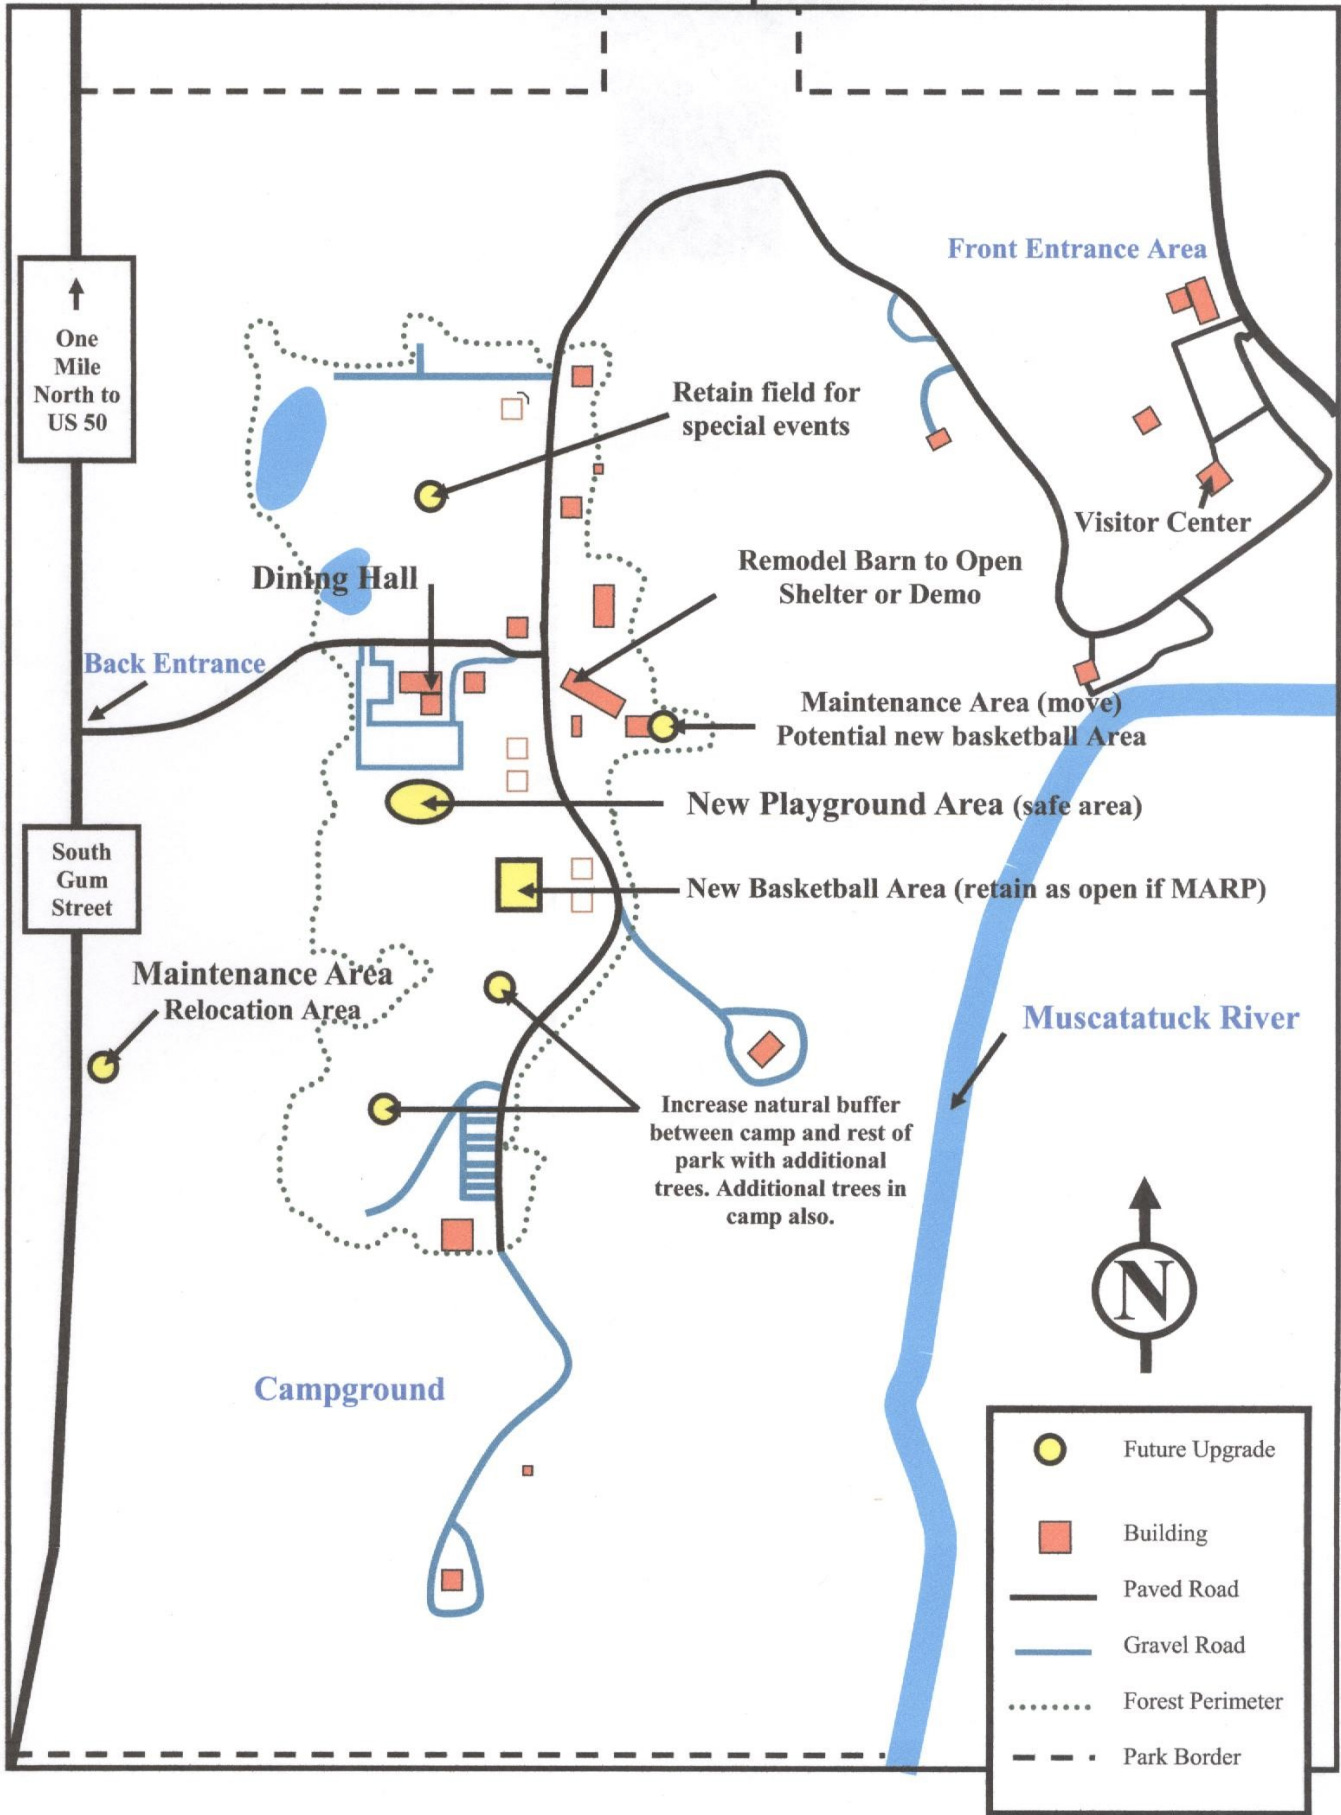 Front Entrance Area
One
Mile
North to
US 50
Retain field for
special events
Visitor Center
Remodel Barn to Open
Shelter or Demo
Dining Hall
Back Entrance
Maintenance Area (move)
Potential new basketball Area
New Playground Area (safe area)
South
Gum
Street
New Basketball Area (retain as open if MARP)
Maintenance Area
Relocation Area
Muscatatuck River
Increase natural buffer
between camp and rest of
park with additional
trees. Additional trees in
camp also.
N
Campground
Future Upgrade
Building
Paved Road
Gravel Road
Forest Perimeter
Park Border